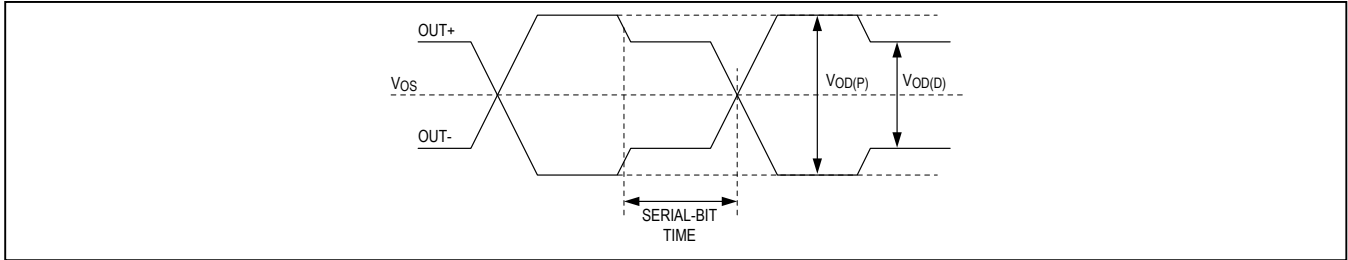 OUT+
VOS
VOD(P)
VOD(D)
OUT-
SERIAL-BIT
TIME